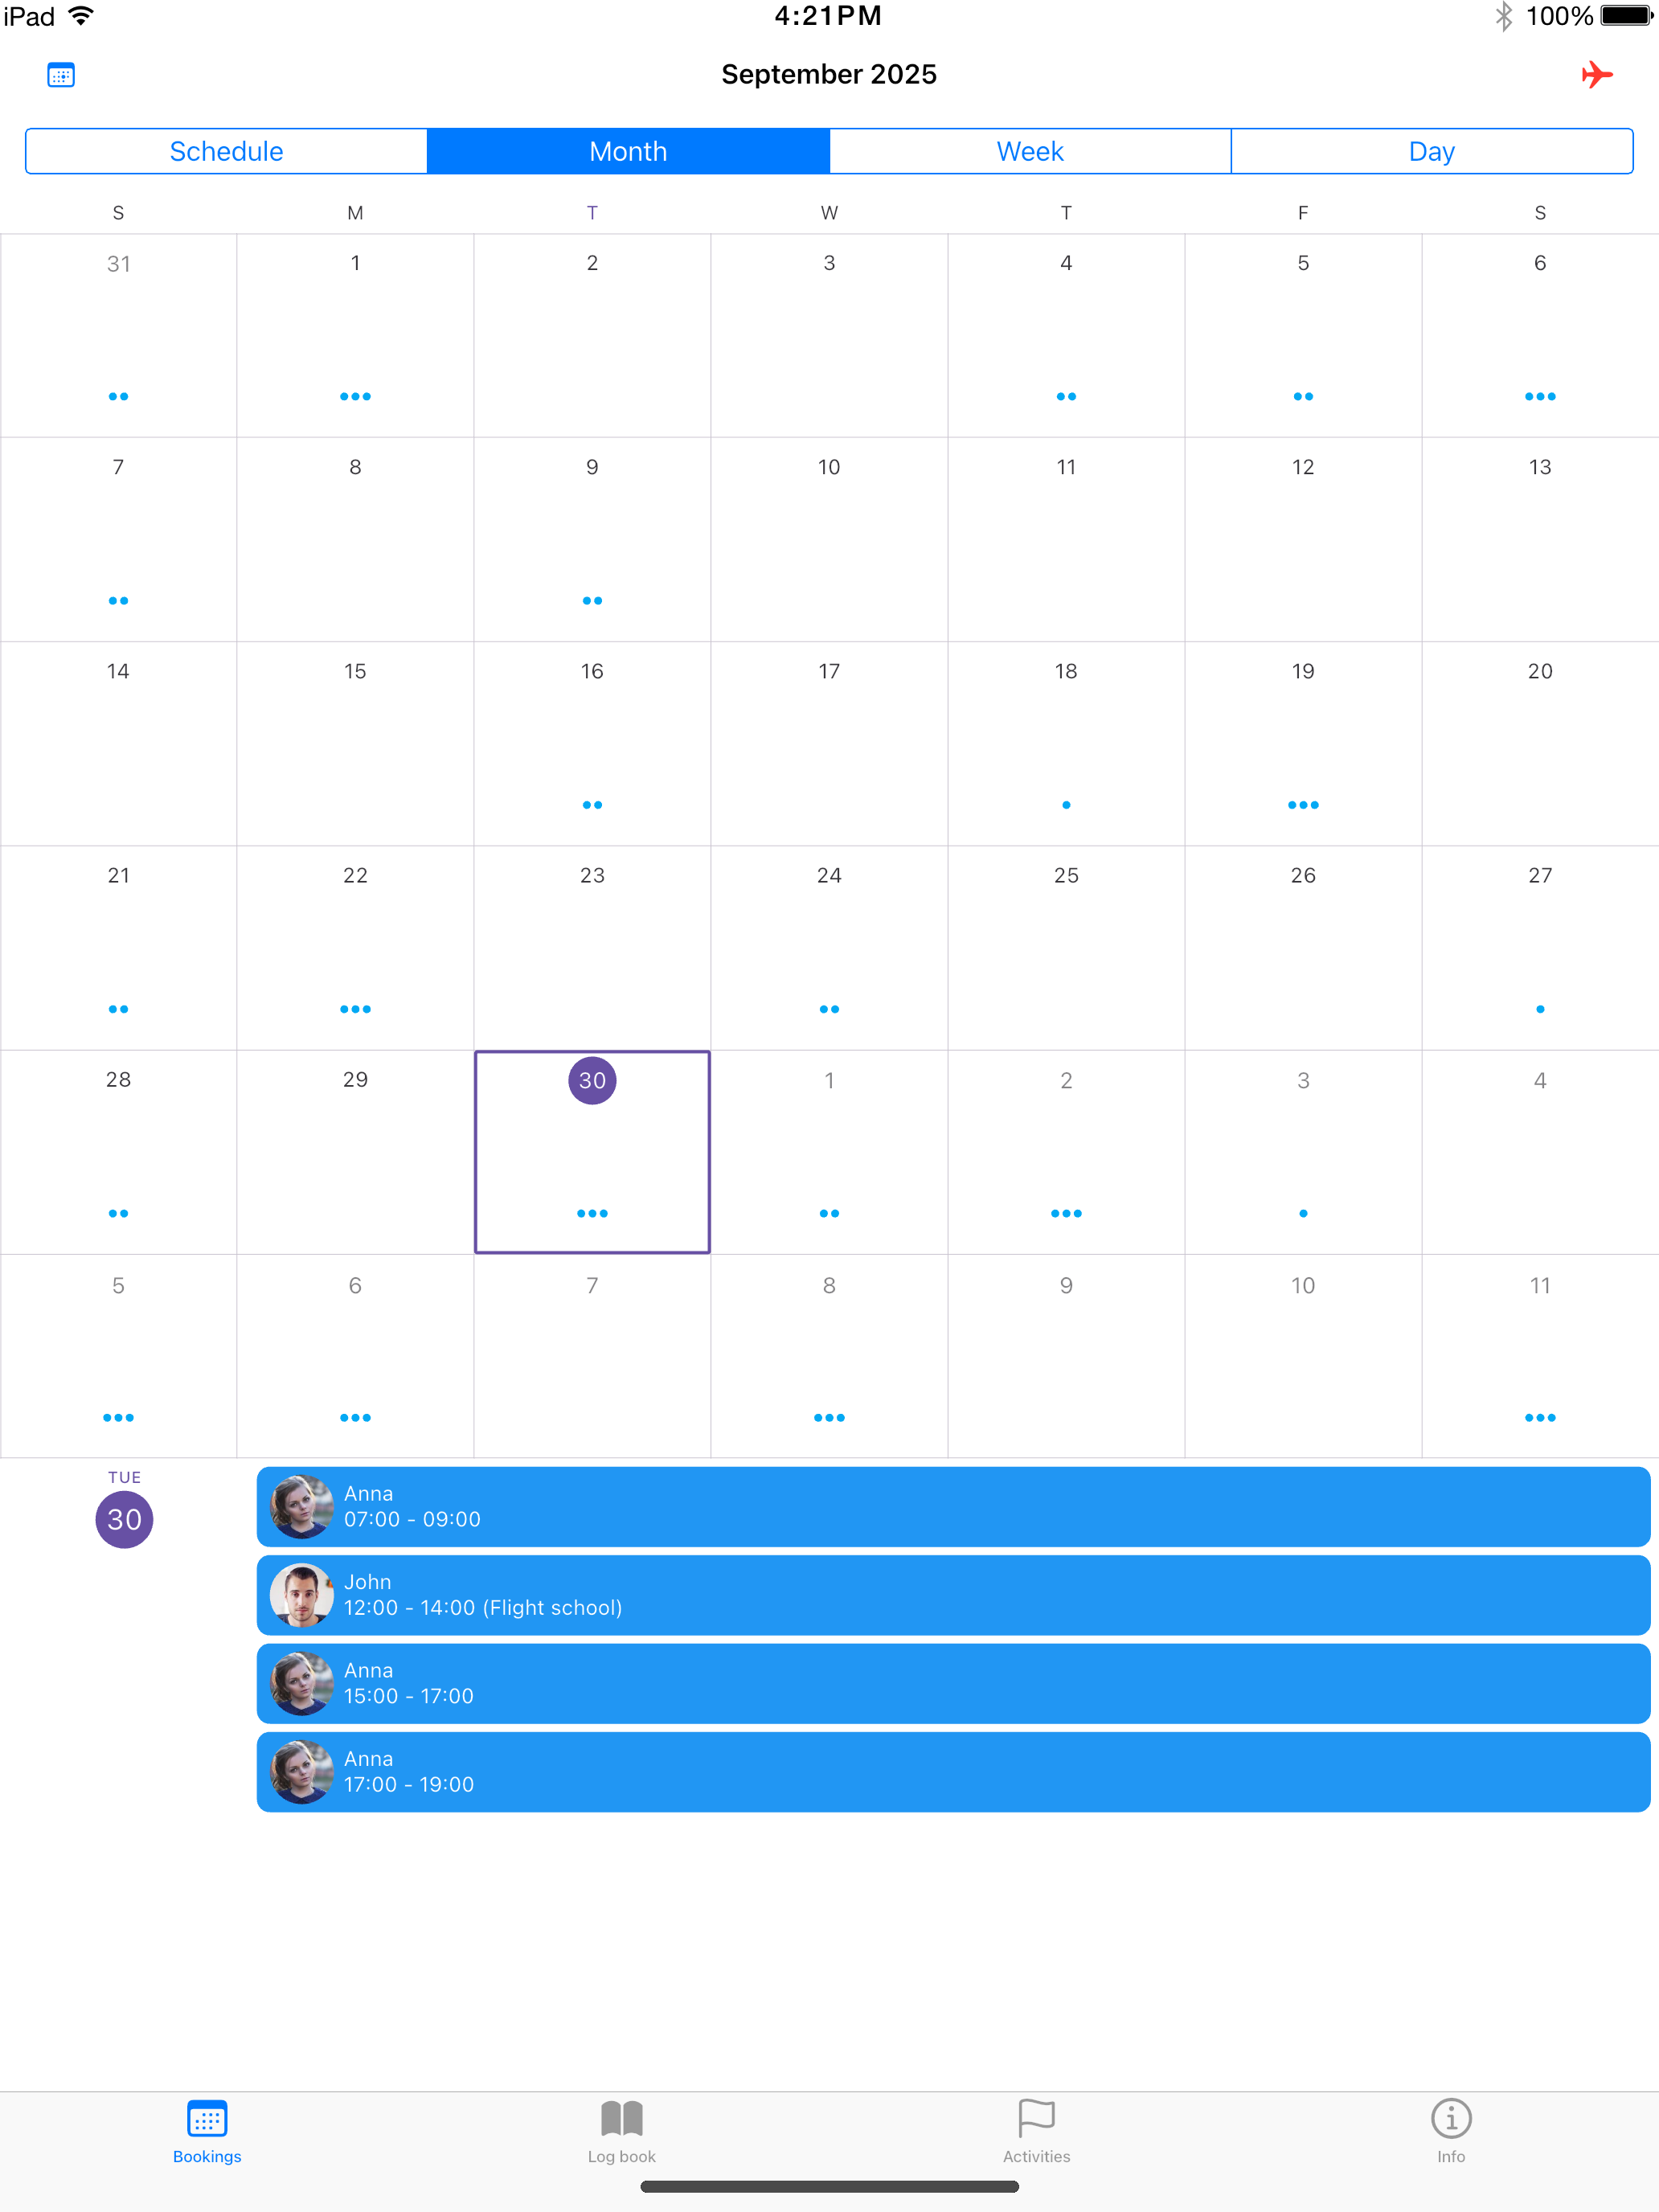 iPad 4:21 PM 100%
September 2025
Schedule Month Week Day
S M T W T F S
31 1 2 3 4 5 6
7 8 9 10 11 12 13
14 15 16 17 18 19 20
21 22 23 24 25 26 27
28 29 30 1 2 3 4
5 6 7 8 9 10 11
TUE
30
Anna
07:00 - 09:00
John
12:00 - 14:00 (Flight school)
Anna
15:00 - 17:00
Anna
17:00 - 19:00
Bookings Log book Activities Info